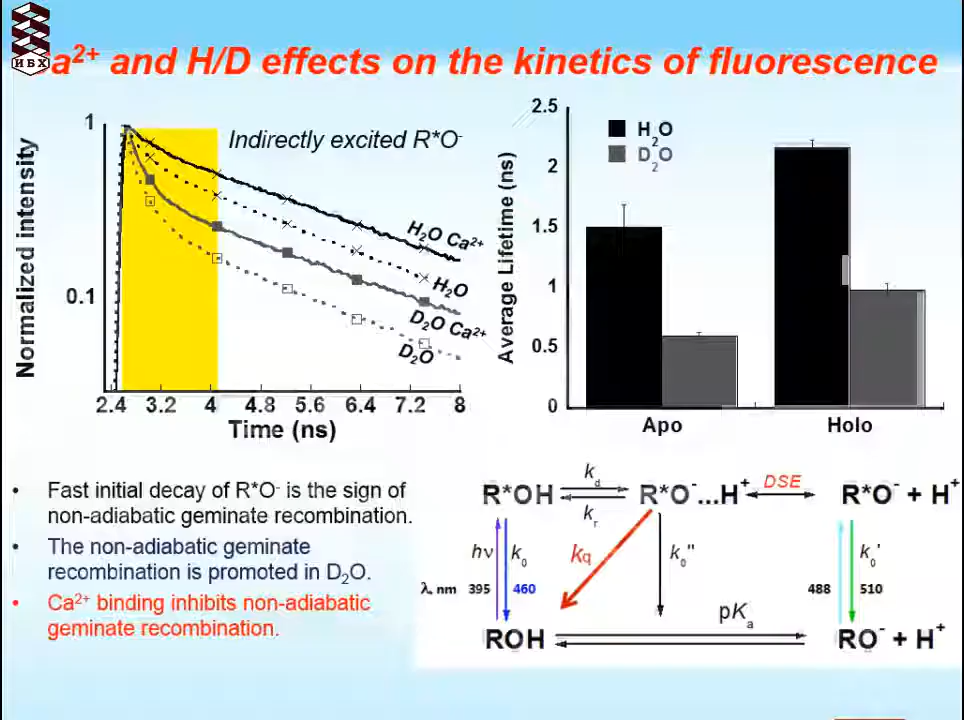 ИБХ
a²⁺ and H/D effects on the kinetics of fluorescence
Normalized intensity
1
0.1
Indirectly excited R*O⁻
H₂O Ca²⁺
H₂O
D₂O Ca²⁺
D₂O
2.4 3.2 4 4.8 5.6 6.4 7.2 8
Time (ns)
Average Lifetime (ns)
2.5
2
1.5
1
0.5
0
H₂O
D₂O
Apo Holo
• Fast initial decay of R*O⁻ is the sign of
non-adiabatic geminate recombination.
• The non-adiabatic geminate
recombination is promoted in D₂O.
• Ca²⁺ binding inhibits non-adiabatic
geminate recombination.
R*OH k_d k_r R*O⁻...H⁺ DSE R*O⁻ + H⁺
hν k₀ kq k₀'' k₀'
λ, nm 395 460 488 510
pKₐ
ROH RO⁻ + H⁺